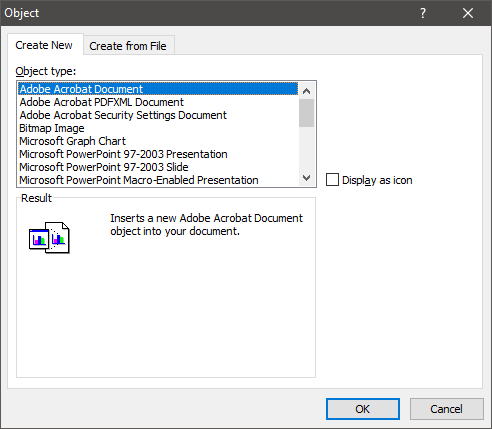 Object
?
Create New
Create from File
Object type:
Adobe Acrobat Document
Adobe Acrobat PDFXML Document
Adobe Acrobat Security Settings Document
Bitmap Image
Microsoft Graph Chart
Microsoft PowerPoint 97-2003 Presentation
Microsoft PowerPoint 97-2003 Slide
Microsoft PowerPoint Macro-Enabled Presentation
Display as icon
Result
Inserts a new Adobe Acrobat Document
object into your document.
OK
Cancel